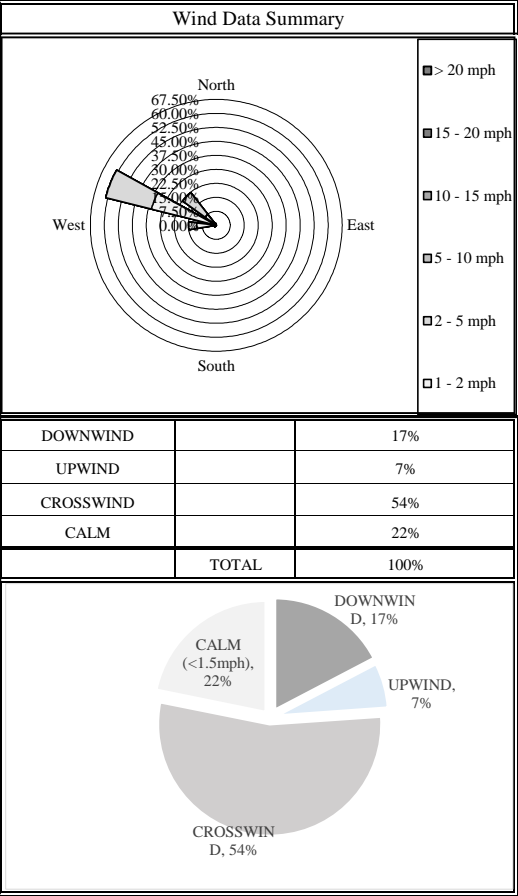 Wind Data Summary
North
67.50%
60.00%
52.50%
45.00%
37.50%
30.00%
22.50%
15.00%
7.50%
0.00%
West
East
South
> 20 mph
15 - 20 mph
10 - 15 mph
5 - 10 mph
2 - 5 mph
1 - 2 mph
DOWNWIND 17%
UPWIND 7%
CROSSWIND 54%
CALM 22%
TOTAL 100%
DOWNWIN
D, 17%
CALM
(<1.5mph),
22%
UPWIND,
7%
CROSSWIN
D, 54%